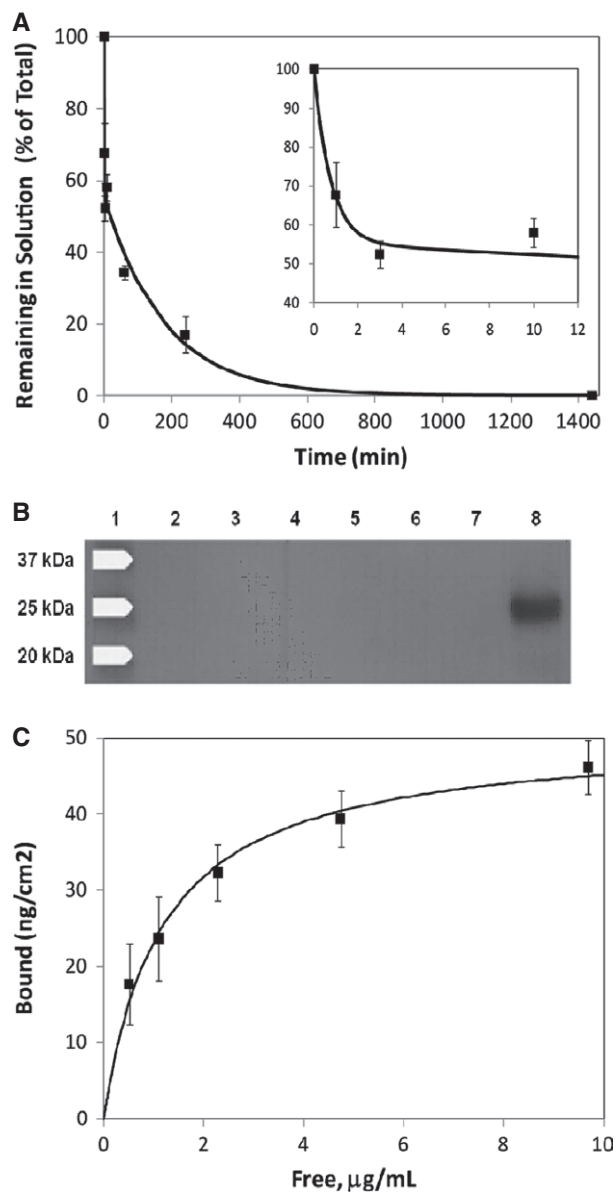 A
Remaining in Solution (% of Total)
100
80
60
40
20
0
100
90
80
70
60
50
40
0 2 4 6 8 10 12
0 200 400 600 800 1000 1200 1400
Time (min)
B
1 2 3 4 5 6 7 8
37 kDa
25 kDa
20 kDa
C
Bound (ng/cm2)
50
40
30
20
10
0
0 2 4 6 8 10
Free, µg/mL